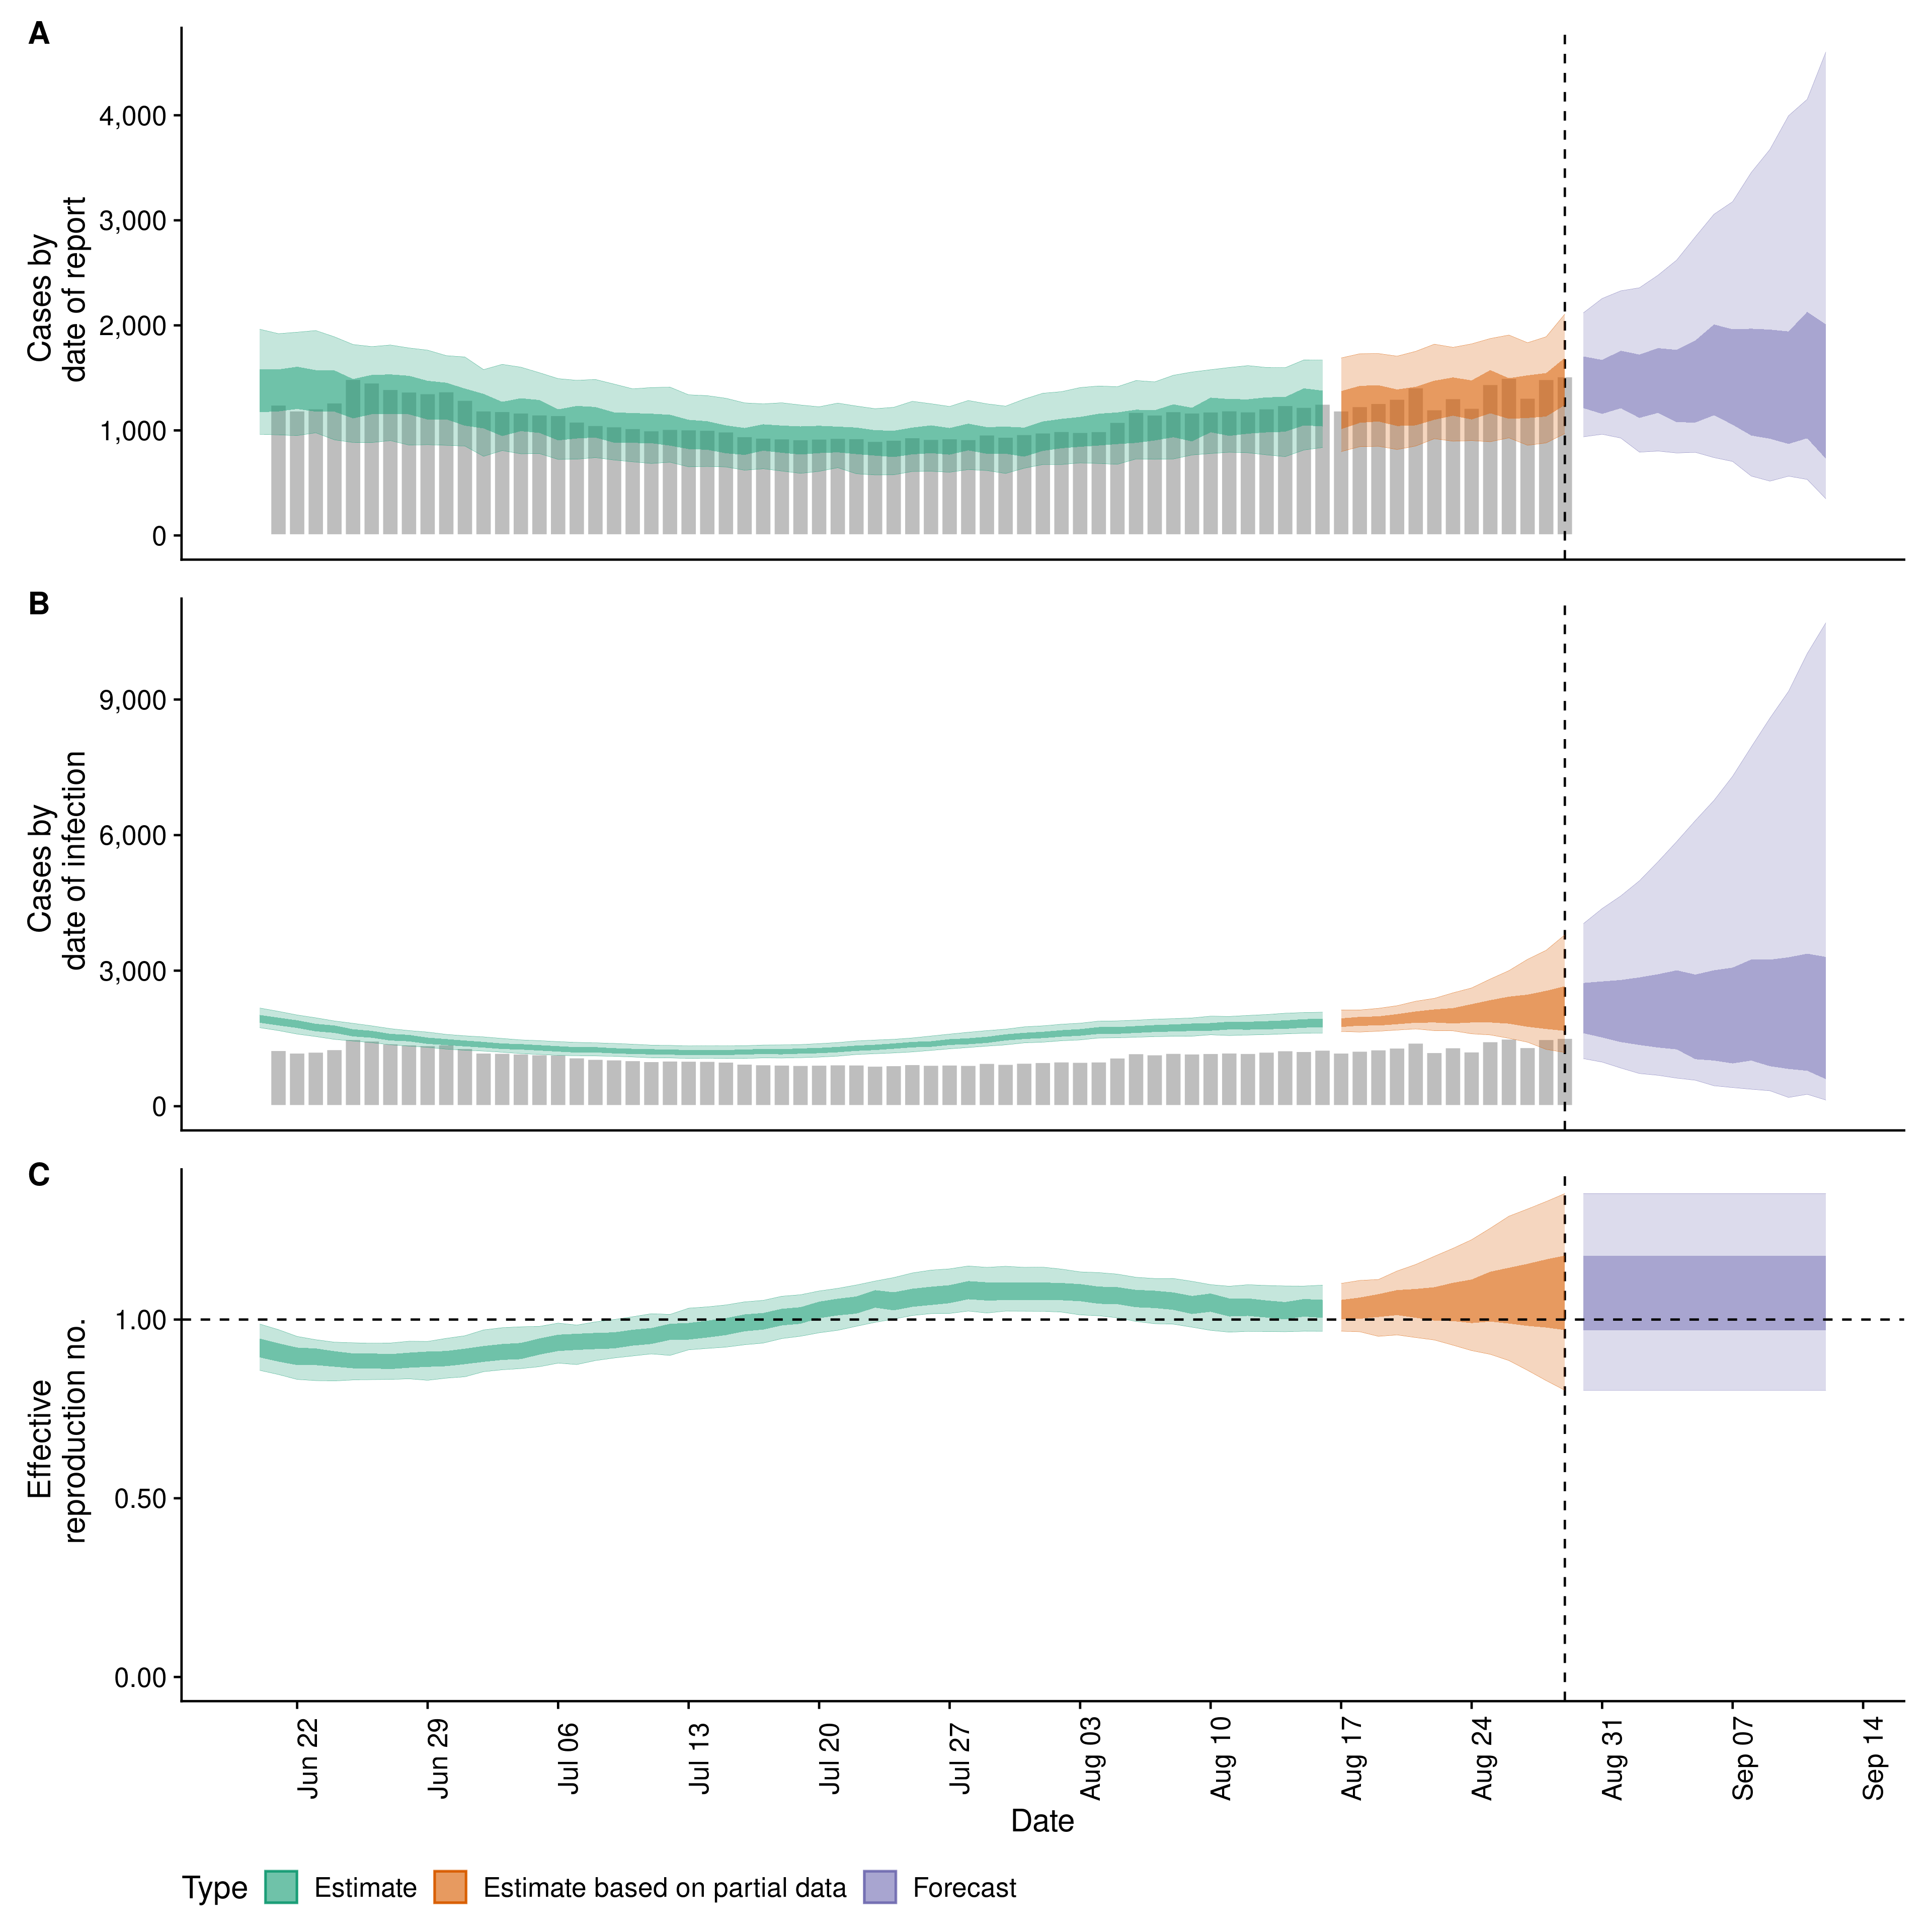 A
Cases by
date of report
4,000
3,000
2,000
1,000
0
B
Cases by
date of infection
9,000
6,000
3,000
0
C
Effective
reproduction no.
1.00
0.50
0.00
Jun 22
Jun 29
Jul 06
Jul 13
Jul 20
Jul 27
Aug 03
Aug 10
Aug 17
Aug 24
Aug 31
Sep 07
Sep 14
Date
Type Estimate Estimate based on partial data Forecast